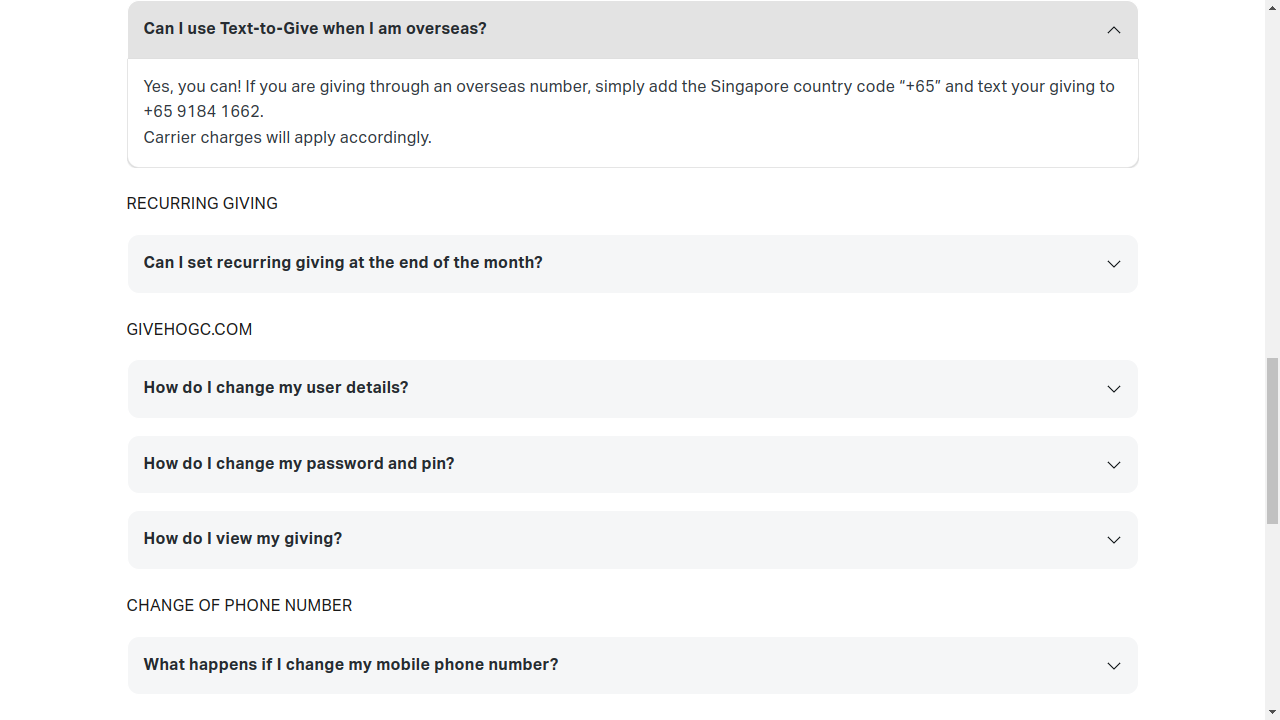 Can I use Text-to-Give when I am overseas?
Yes, you can! If you are giving through an overseas number, simply add the Singapore country code “+65” and text your giving to
+65 9184 1662.
Carrier charges will apply accordingly.
RECURRING GIVING
Can I set recurring giving at the end of the month?
GIVEHOGC.COM
How do I change my user details?
How do I change my password and pin?
How do I view my giving?
CHANGE OF PHONE NUMBER
What happens if I change my mobile phone number?